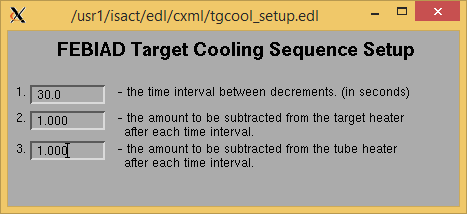 /usr1/isact/edl/cxml/tgcool_setup.edl
FEBIAD Target Cooling Sequence Setup
1. 30.0 - the time interval between decrements. (in seconds)
2. 1.000 - the amount to be subtracted from the target heater
after each time interval.
3. 1.000 - the amount to be subtracted from the tube heater
after each time interval.